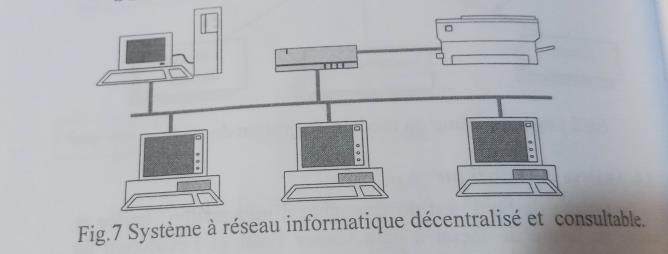 Fig.7 Système à réseau informatique décentralisé et consultable.